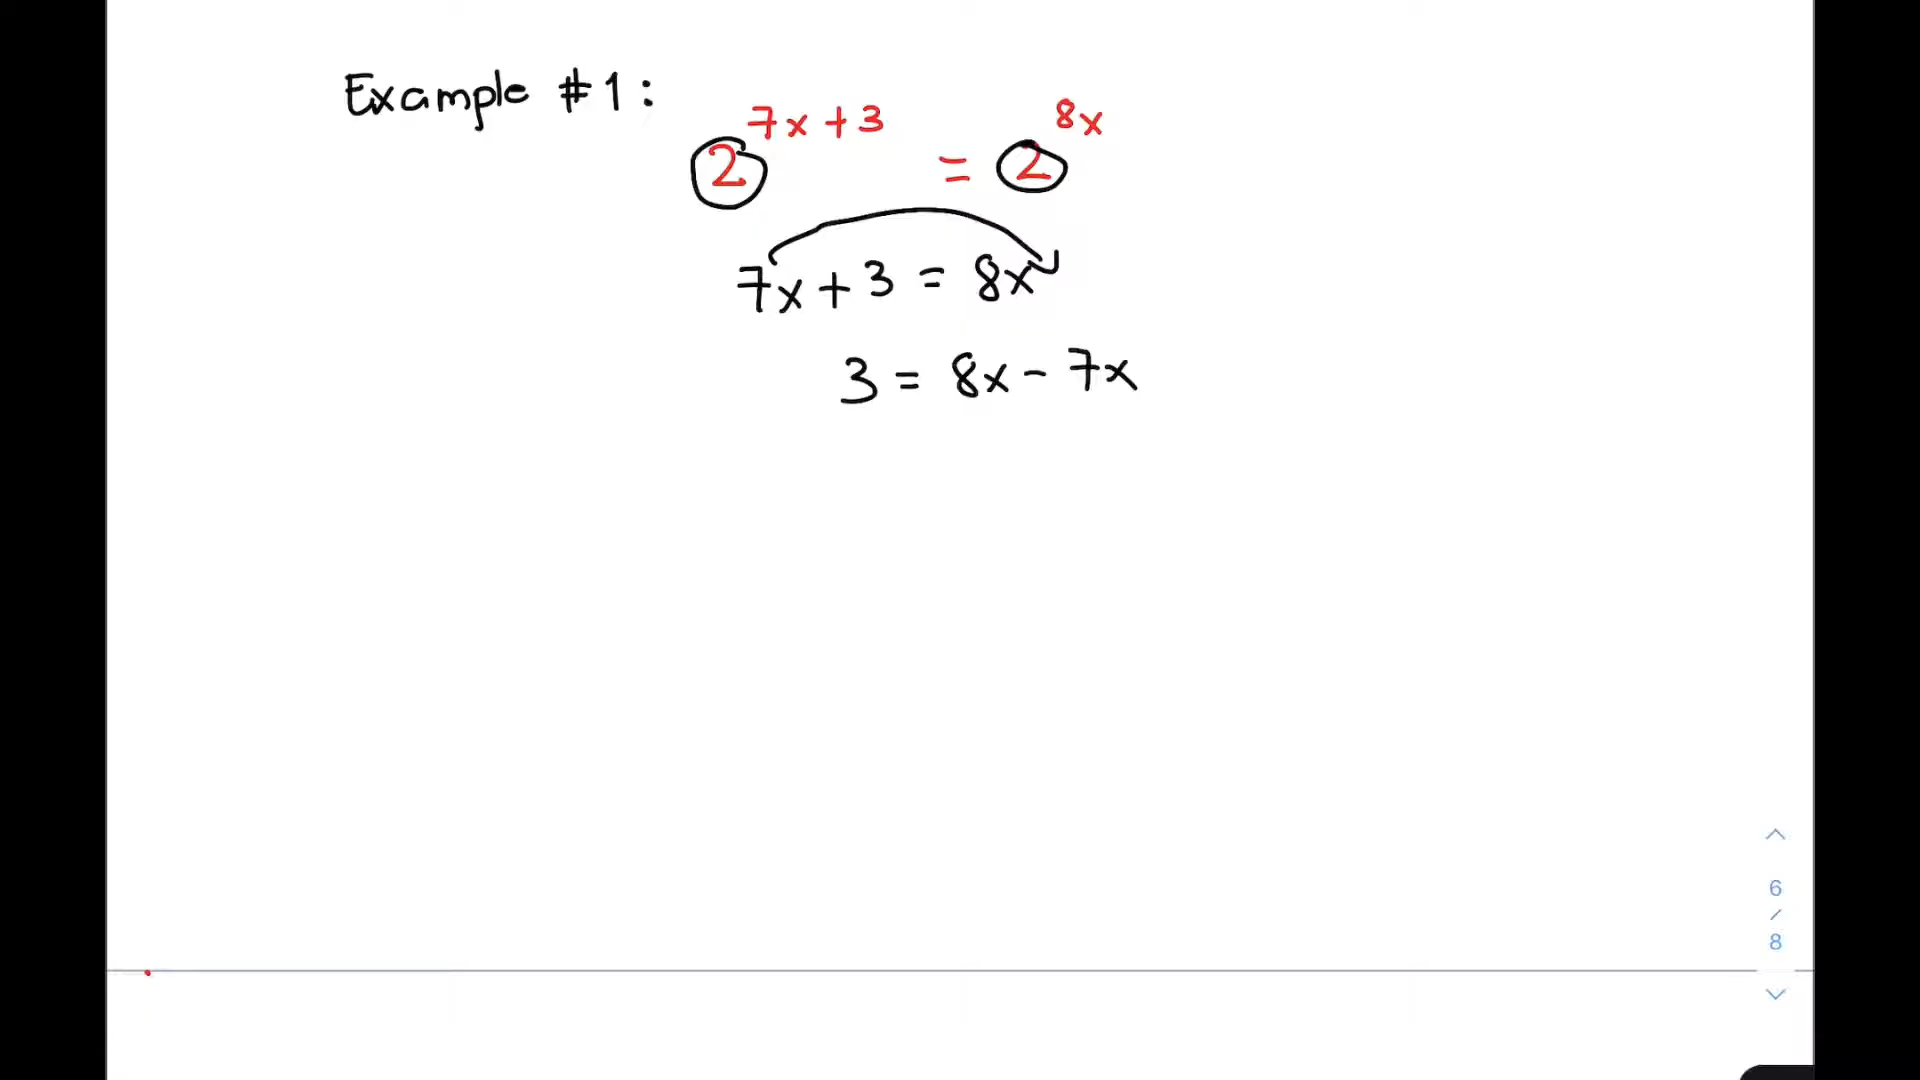 Example #1:
2^{7x+3} = 2^{8x}
7x+3 = 8x
3 = 8x - 7x
6
/
8